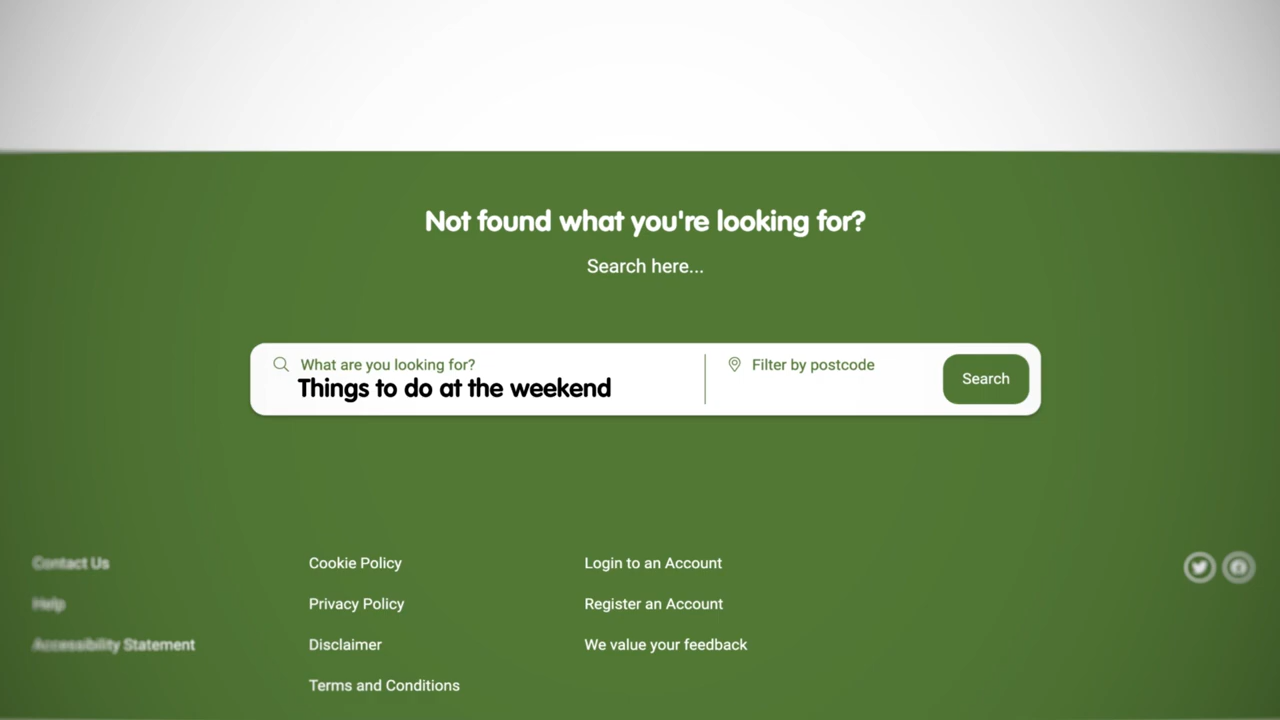 Not found what you're looking for?
Search here...
What are you looking for?
Things to do at the weekend
Filter by postcode
Search
Contact Us
Help
Accessibility Statement
Cookie Policy
Privacy Policy
Disclaimer
Terms and Conditions
Login to an Account
Register an Account
We value your feedback